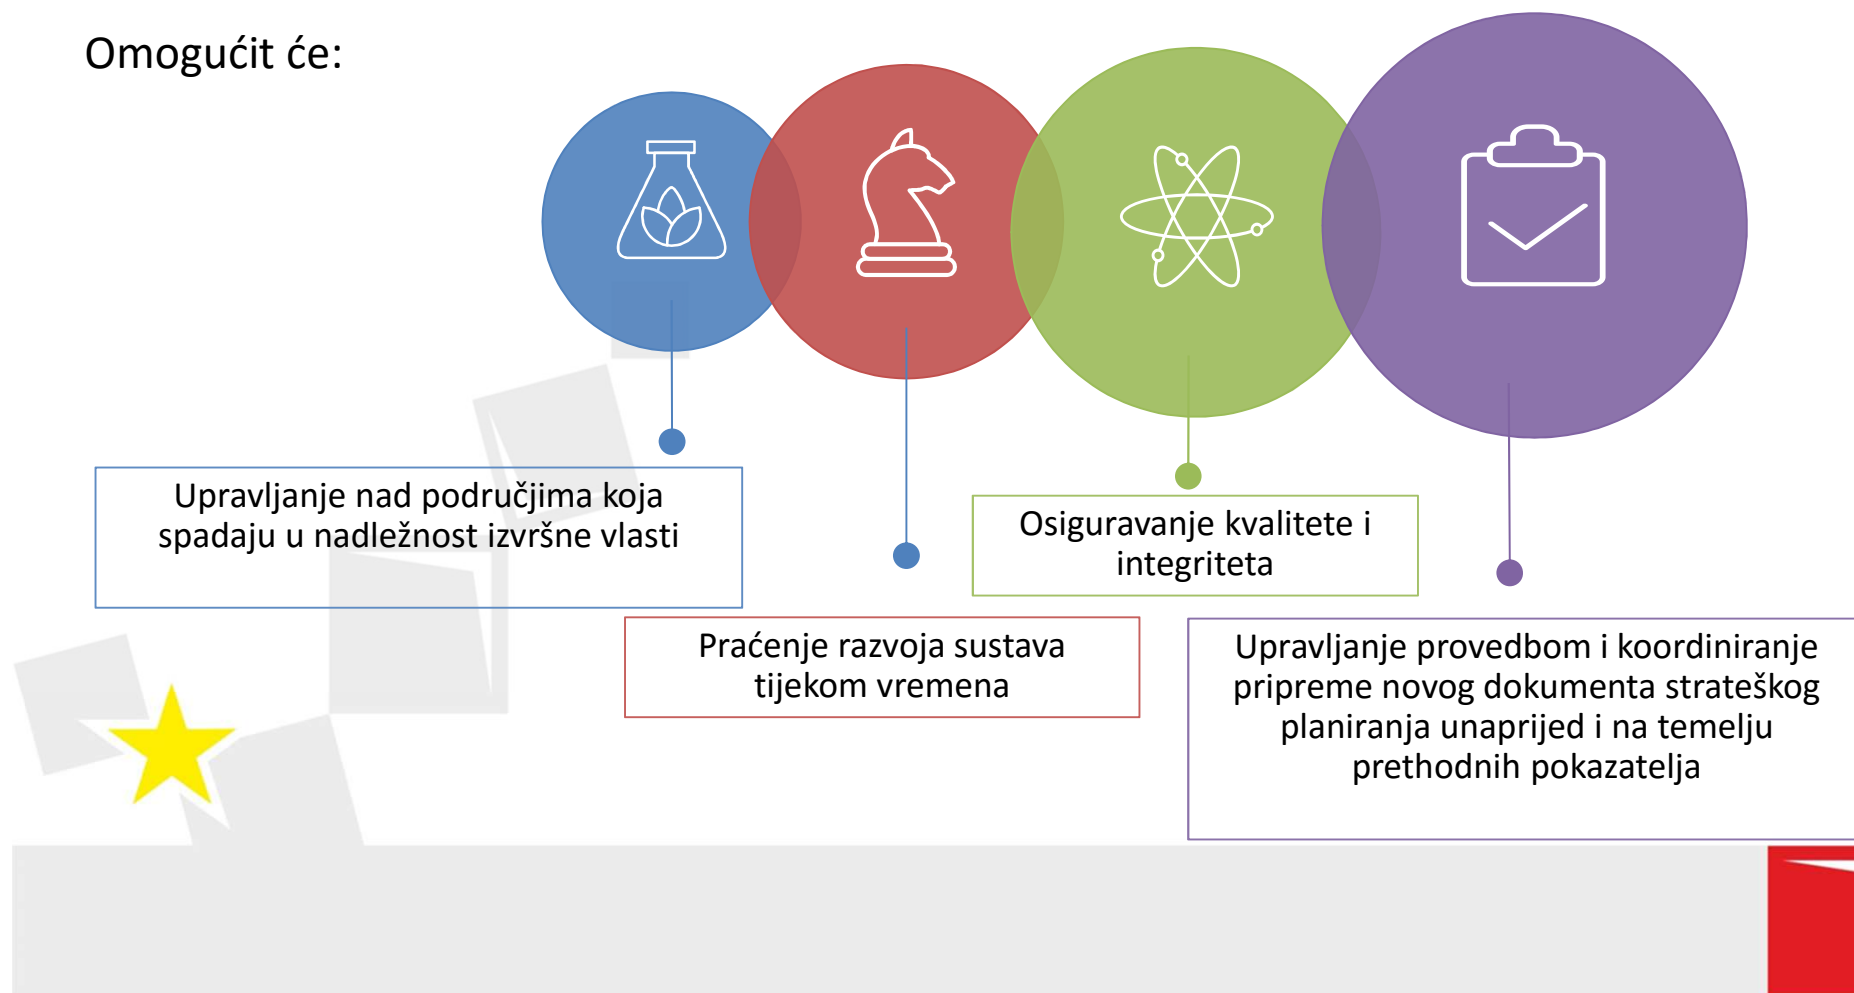 Omogućit će:
Upravljanje nad područjima koja
spadaju u nadležnost izvršne vlasti
Praćenje razvoja sustava
tijekom vremena
Osiguravanje kvalitete i
integriteta
Upravljanje provedbom i koordiniranje
pripreme novog dokumenta strateškog
planiranja unaprijed i na temelju
prethodnih pokazatelja